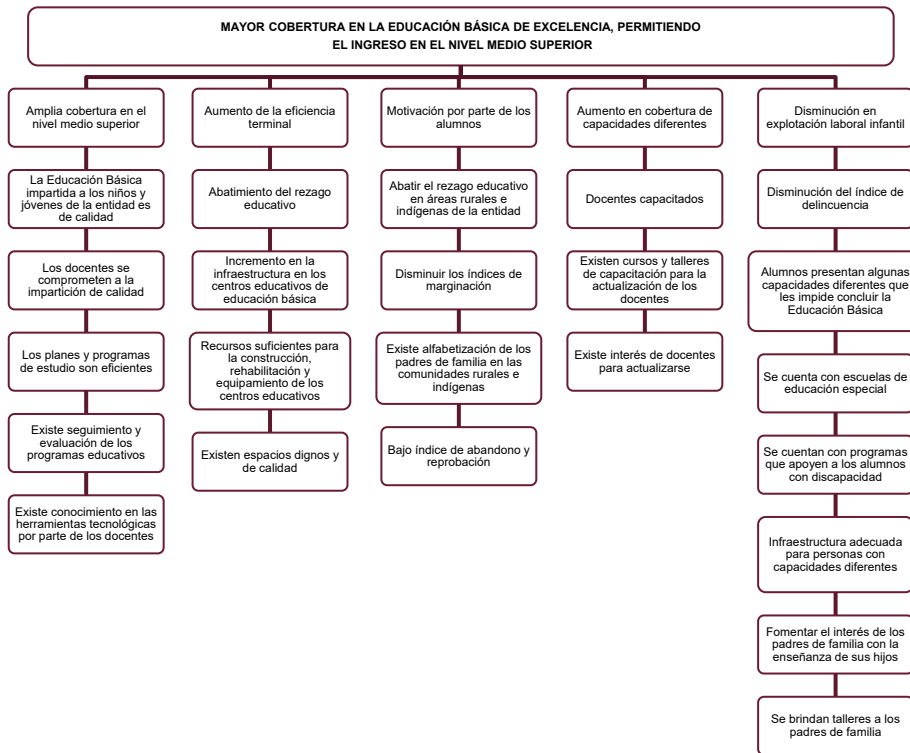 MAYOR COBERTURA EN LA EDUCACIÓN BÁSICA DE EXCELENCIA, PERMITIENDO
EL INGRESO EN EL NIVEL MEDIO SUPERIOR
Amplia cobertura en el
nivel medio superior
La Educación Básica
impartida a los niños y
jóvenes de la entidad es
de calidad
Los docentes se
comprometen a la
impartición de calidad
Los planes y programas
de estudio son eficientes
Existe seguimiento y
evaluación de los
programas educativos
Existe conocimiento en las
herramientas tecnológicas
por parte de los docentes
Aumento de la eficiencia
terminal
Abatimiento del rezago
educativo
Incremento en la
infraestructura en los
centros educativos de
educación básica
Recursos suficientes para
la construcción,
rehabilitación y
equipamiento de los
centros educativos
Existen espacios dignos y
de calidad
Motivación por parte de los
alumnos
Abatir el rezago educativo
en áreas rurales e
indígenas de la entidad
Disminuir los índices de
marginación
Existe alfabetización de los
padres de familia en las
comunidades rurales e
indígenas
Bajo índice de abandono y
reprobación
Aumento en cobertura de
capacidades diferentes
Docentes capacitados
Existen cursos y talleres
de capacitación para la
actualización de los
docentes
Existe interés de docentes
para actualizarse
Disminución en
explotación laboral infantil
Disminución del índice de
delincuencia
Alumnos presentan algunas
capacidades diferentes que
les impide concluir la
Educación Básica
Se cuenta con escuelas de
educación especial
Se cuentan con programas
que apoyen a los alumnos
con discapacidad
Infraestructura adecuada
para personas con
capacidades diferentes
Fomentar el interés de los
padres de familia con la
enseñanza de sus hijos
Se brindan talleres a los
padres de familia